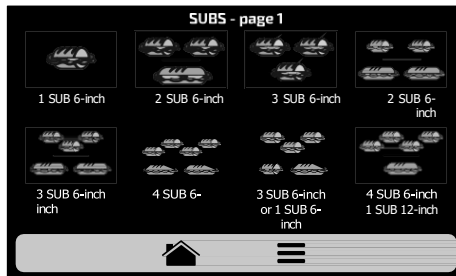 SUBS - page 1
1 SUB 6-inch
2 SUB 6-inch
3 SUB 6-inch
2 SUB 6-
inch
3 SUB 6-inch
inch
4 SUB 6-
3 SUB 6-inch
or 1 SUB 6-
inch
4 SUB 6-inch
1 SUB 12-inch